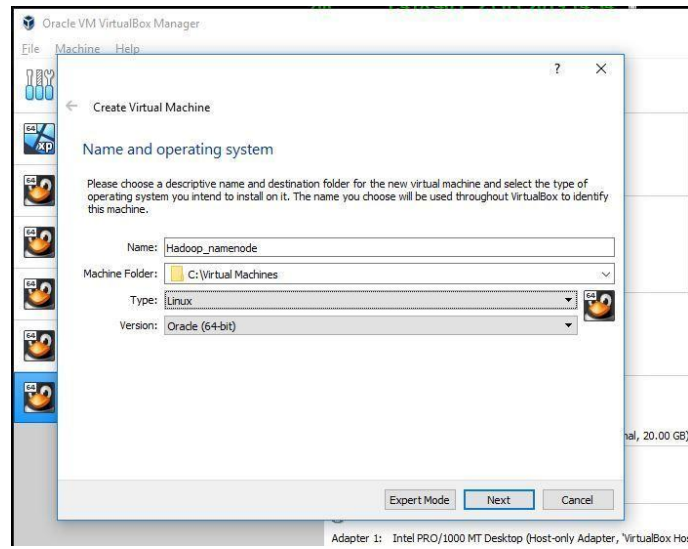 Oracle VM VirtualBox Manager
File Machine Help
? X
Create Virtual Machine
Name and operating system
Please choose a descriptive name and destination folder for the new virtual machine and select the type of
operating system you intend to install on it. The name you choose will be used throughout VirtualBox to identify
this machine.
Name: Hadoop_namenode
Machine Folder: C:\Virtual Machines
Type: Linux
64
Version: Oracle (64-bit)
64
XP
64
64
64
64
64
nal, 20.00 GB)
Expert Mode Next Cancel
Adapter 1: Intel PRO/1000 MT Desktop (Host-only Adapter, 'VirtualBox Hos